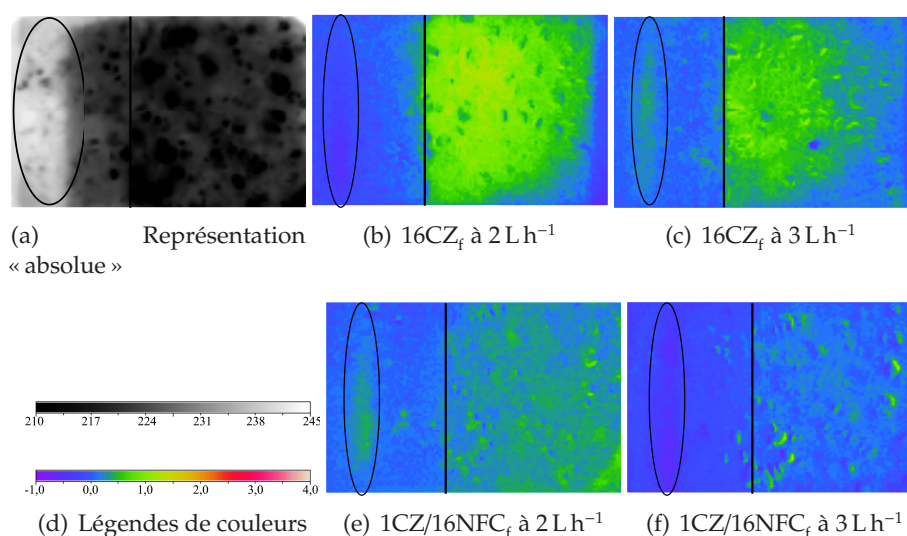 (a) Représentation
« absolue »
(b) 16CZf à 2 L h−1
(c) 16CZf à 3 L h−1
210 217 224 231 238 245
-1,0 0,0 1,0 2,0 3,0 4,0
(d) Légendes de couleurs
(e) 1CZ/16NFCf à 2 L h−1
(f) 1CZ/16NFCf à 3 L h−1